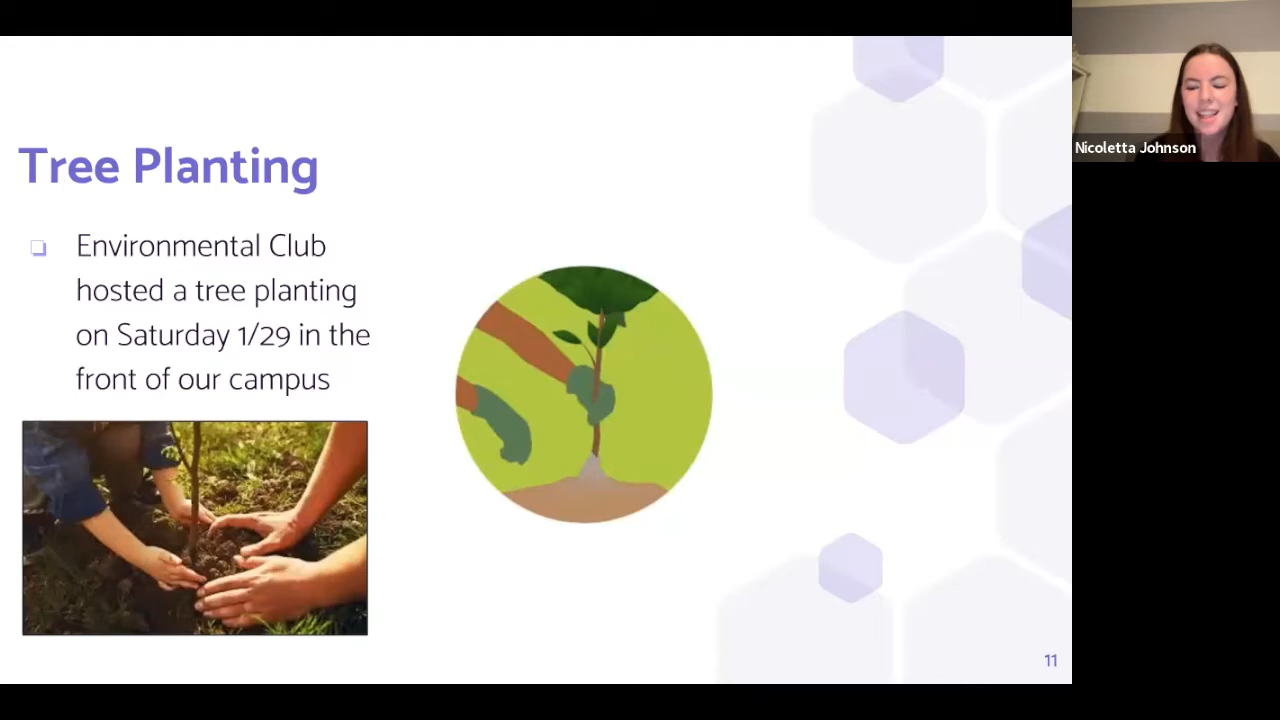 Tree Planting
Environmental Club
hosted a tree planting
on Saturday 1/29 in the
front of our campus
11
Nicoletta Johnson